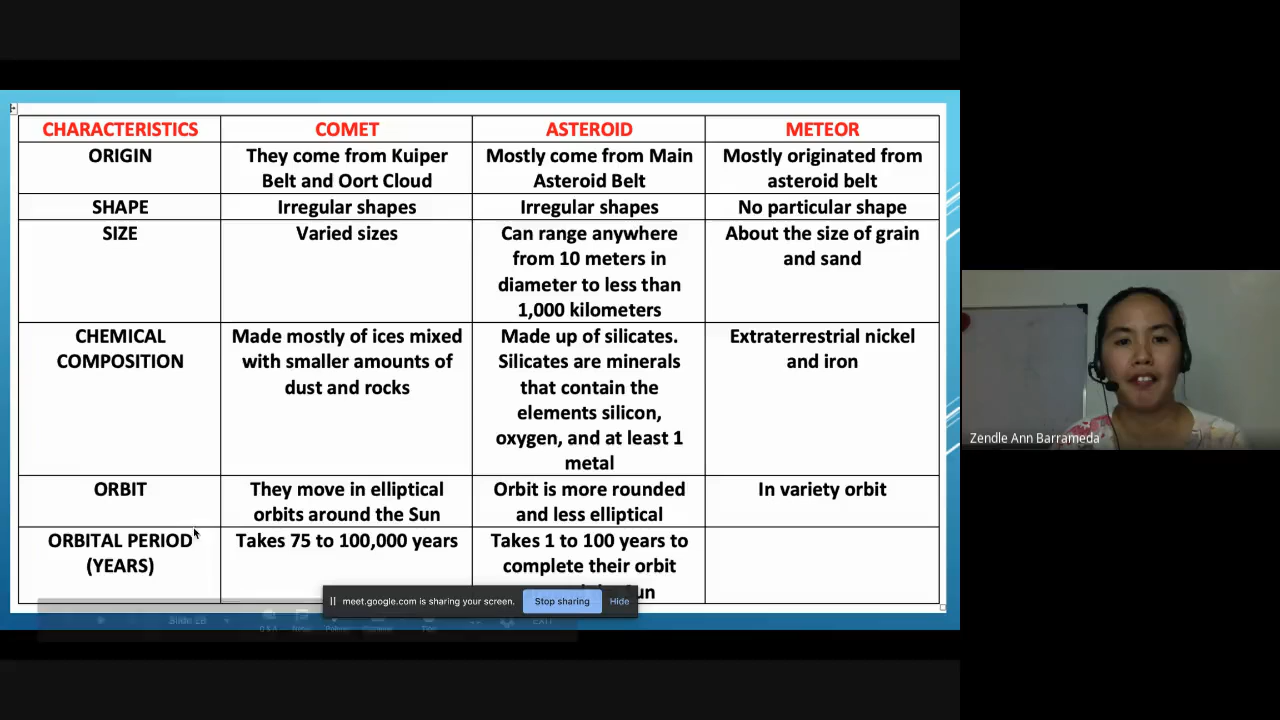 CHARACTERISTICS COMET ASTEROID METEOR
ORIGIN
They come from Kuiper
Belt and Oort Cloud
Mostly come from Main
Asteroid Belt
Mostly originated from
asteroid belt
SHAPE
Irregular shapes
Irregular shapes
No particular shape
SIZE
Varied sizes
Can range anywhere
from 10 meters in
diameter to less than
1,000 kilometers
About the size of grain
and sand
CHEMICAL
COMPOSITION
Made mostly of ices mixed
with smaller amounts of
dust and rocks
Made up of silicates.
Silicates are minerals
that contain the
elements silicon,
oxygen, and at least 1
metal
Extraterrestrial nickel
and iron
ORBIT
They move in elliptical
orbits around the Sun
Orbit is more rounded
and less elliptical
In variety orbit
ORBITAL PERIOD
(YEARS)
Takes 75 to 100,000 years
Takes 1 to 100 years to
complete their orbit
meet.google.com is sharing your screen. Stop sharing Hide
Slide 28
EXIT
Zendle Ann Barrameda